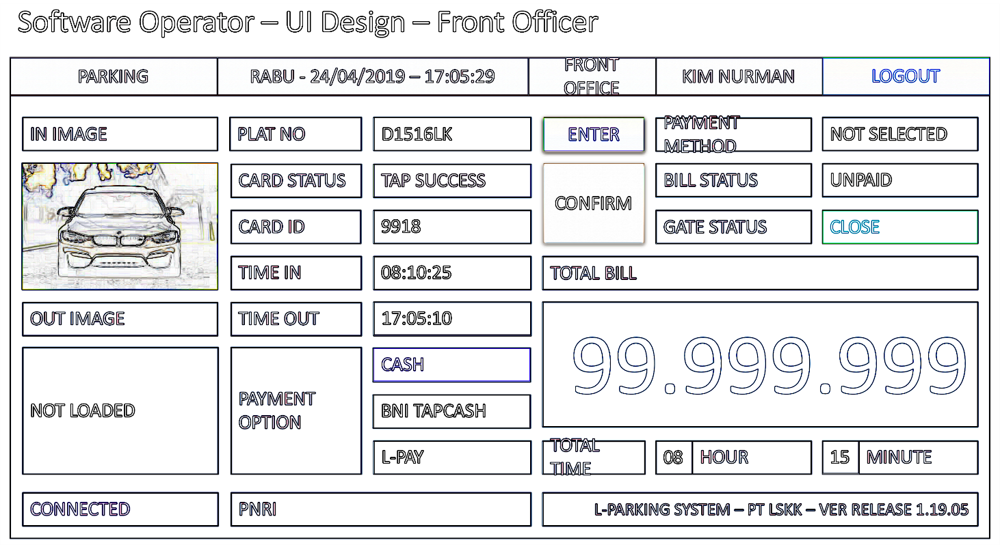 Software Operator – UI Design – Front Officer
PARKING
RABU - 24/04/2019 – 17:05:29
FRONT
OFFICE
KIM NURMAN
LOGOUT
IN IMAGE
PLAT NO
D1516LK
ENTER
PAYMENT
METHOD
NOT SELECTED
CARD STATUS
TAP SUCCESS
CONFIRM
BILL STATUS
UNPAID
CARD ID
9918
GATE STATUS
CLOSE
TIME IN
08:10:25
TOTAL BILL
OUT IMAGE
TIME OUT
17:05:10
99.999.999
NOT LOADED
PAYMENT
OPTION
CASH
BNI TAPCASH
L-PAY
TOTAL
TIME
08
HOUR
15
MINUTE
CONNECTED
PNRI
L-PARKING SYSTEM – PT LSKK – VER RELEASE 1.19.05